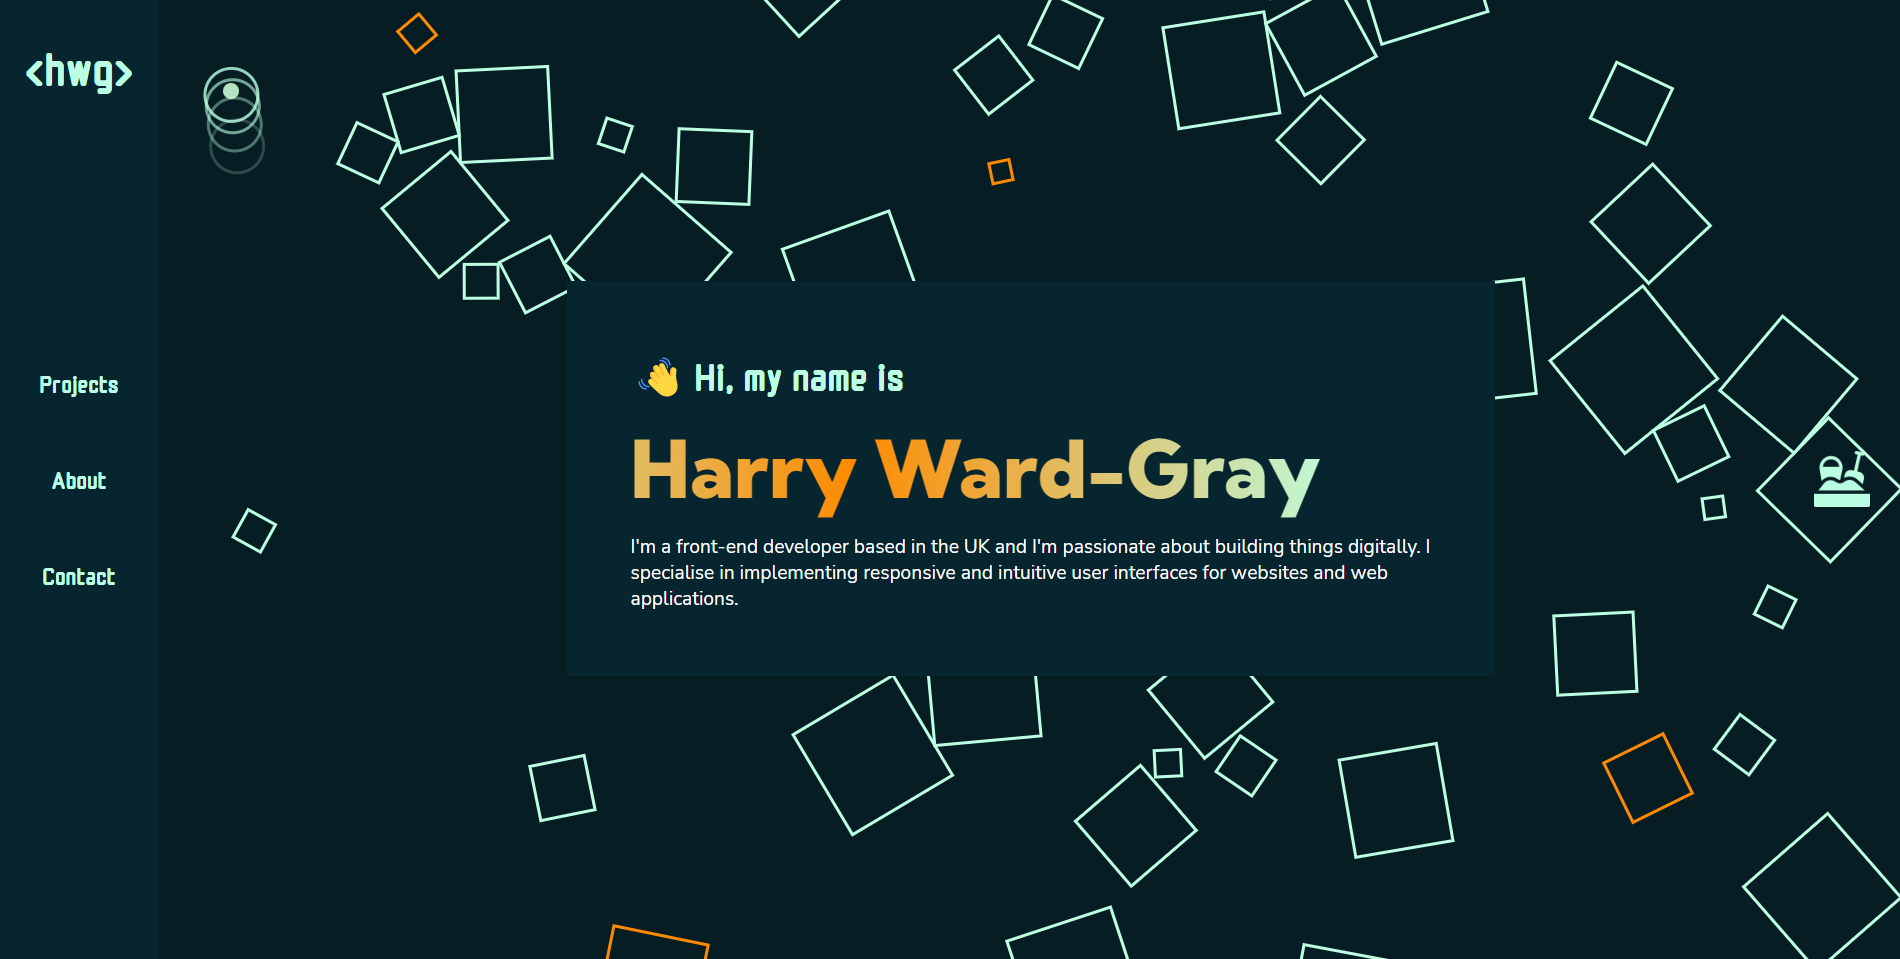 <hwg>
Projects
About
Contact
👋 Hi, my name is
Harry Ward-Gray
I'm a front-end developer based in the UK and I'm passionate about building things digitally. I
specialise in implementing responsive and intuitive user interfaces for websites and web
applications.